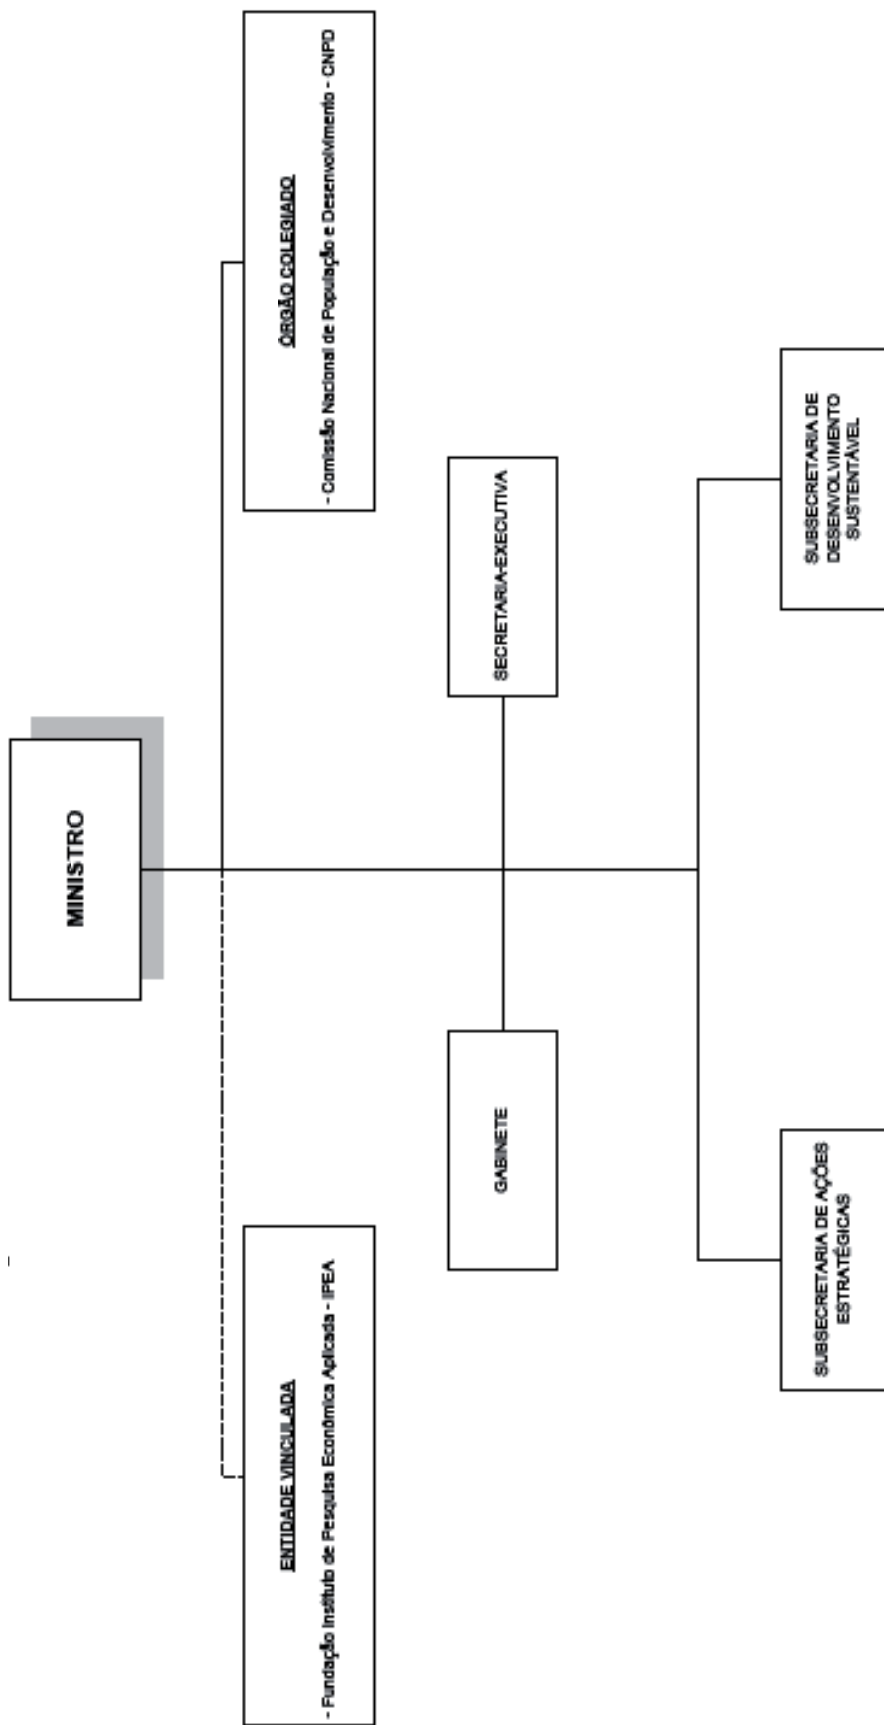 MINISTRO
ENTIDADE VINCULADA
- Fundação Instituto de Pesquisa Econômica Aplicada - IPEA
ÓRGÃO COLEGIADO
- Comissão Nacional de População e Desenvolvimento - CNPD
GABINETE
SECRETARIA-EXECUTIVA
SUBSECRETARIA DE AÇÕES
ESTRATÉGICAS
SUBSECRETARIA DE
DESENVOLVIMENTO
SUSTENTÁVEL